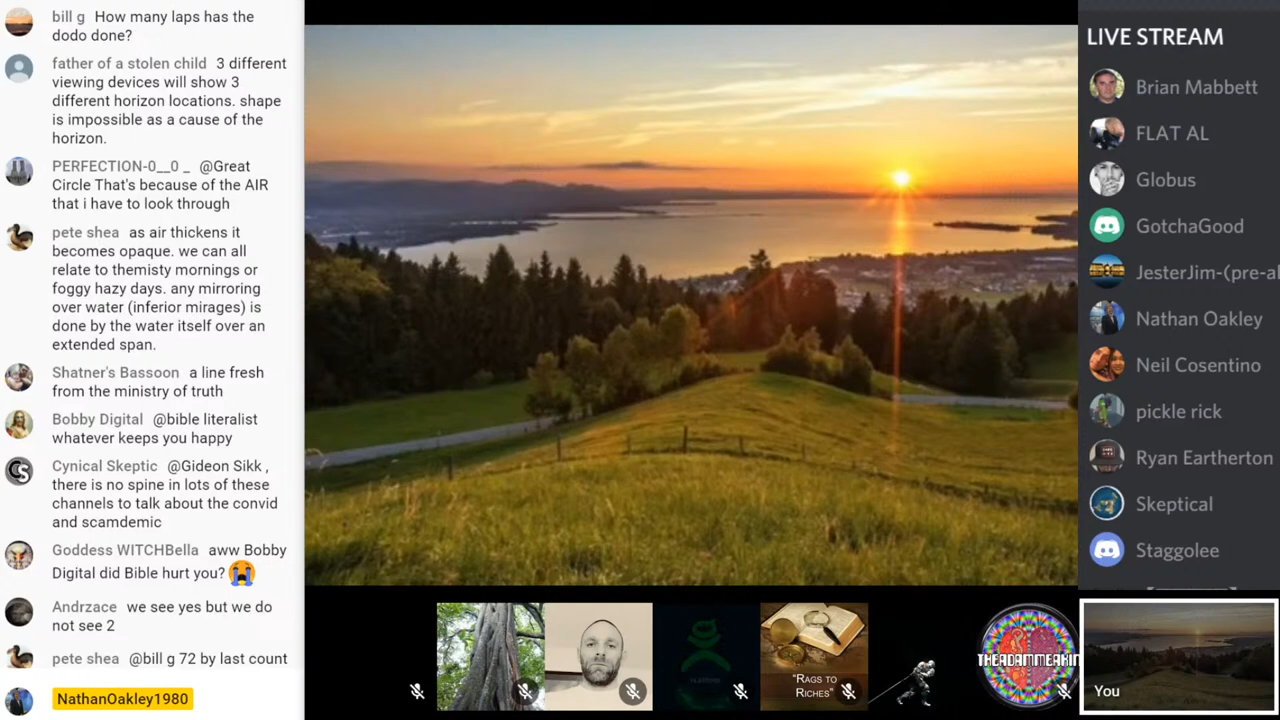 bill g How many laps has the
dodo done?
father of a stolen child 3 different
viewing devices will show 3
different horizon locations. shape
is impossible as a cause of the
horizon.
PERFECTION-0__0 _ @Great
Circle That's because of the AIR
that i have to look through
pete shea as air thickens it
becomes opaque. we can all
relate to themisty mornings or
foggy hazy days. any mirroring
over water (inferior mirages) is
done by the water itself over an
extended span.
Shatner's Bassoon a line fresh
from the ministry of truth
Bobby Digital @bible literalist
whatever keeps you happy
Cynical Skeptic @Gideon Sikk ,
there is no spine in lots of these
channels to talk about the convid
and scamdemic
Goddess WITCHBella aww Bobby
Digital did Bible hurt you?
Andrzace we see yes but we do
not see 2
pete shea @bill g 72 by last count
NathanOakley1980
"RAGS TO
RICHES"
THEADAMMEAKIN
LIVE STREAM
Brian Mabbett
FLAT AL
Globus
GotchaGood
JesterJim-(pre-al
Nathan Oakley
Neil Cosentino
pickle rick
Ryan Eartherton
Skeptical
Staggolee
You